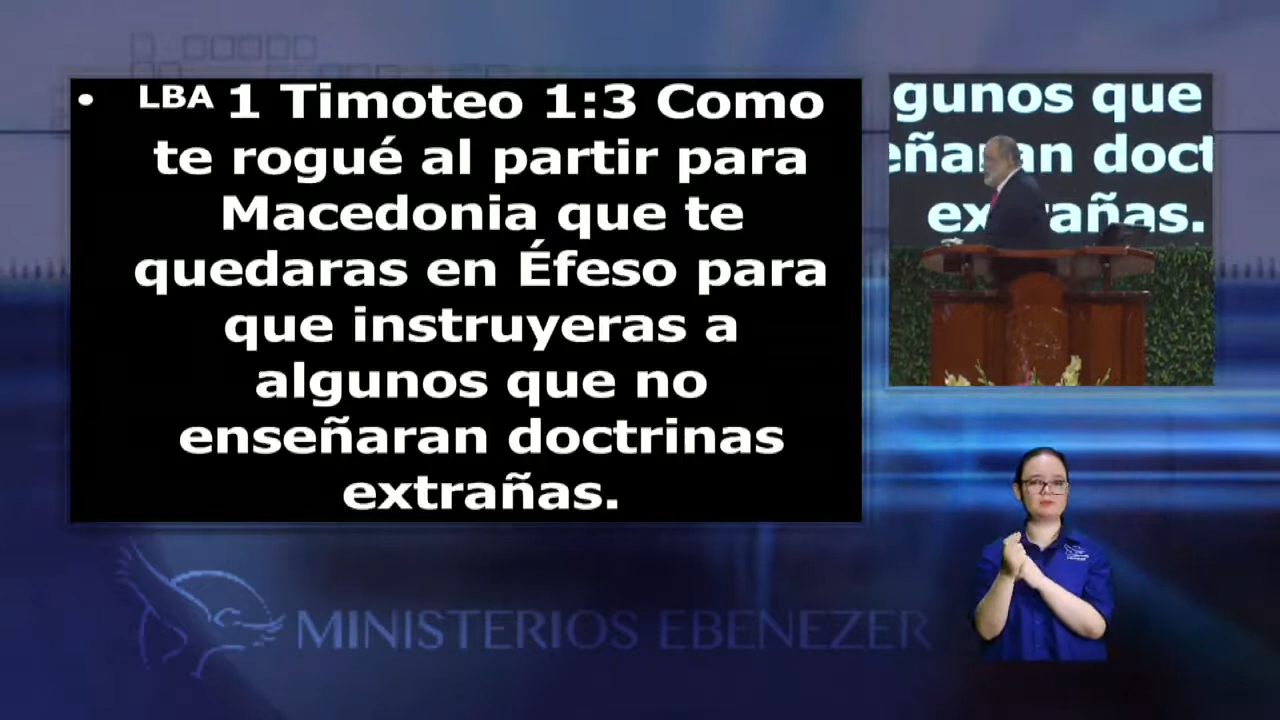 • LBA 1 Timoteo 1:3 Como
te rogué al partir para
Macedonia que te
quedaras en Éfeso para
que instruyeras a
algunos que no
enseñaran doctrinas
extrañas.
gunos que
eñaran doct
extrañas.
MINISTERIOS EBENEZER